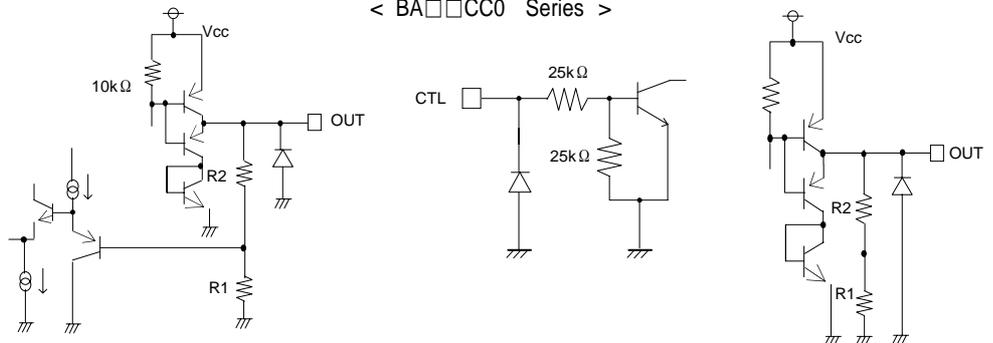 < BA□□CC0 Series >
Vcc
10kΩ
OUT
R2
R1
25kΩ
CTL
25kΩ
Vcc
OUT
R2
R1